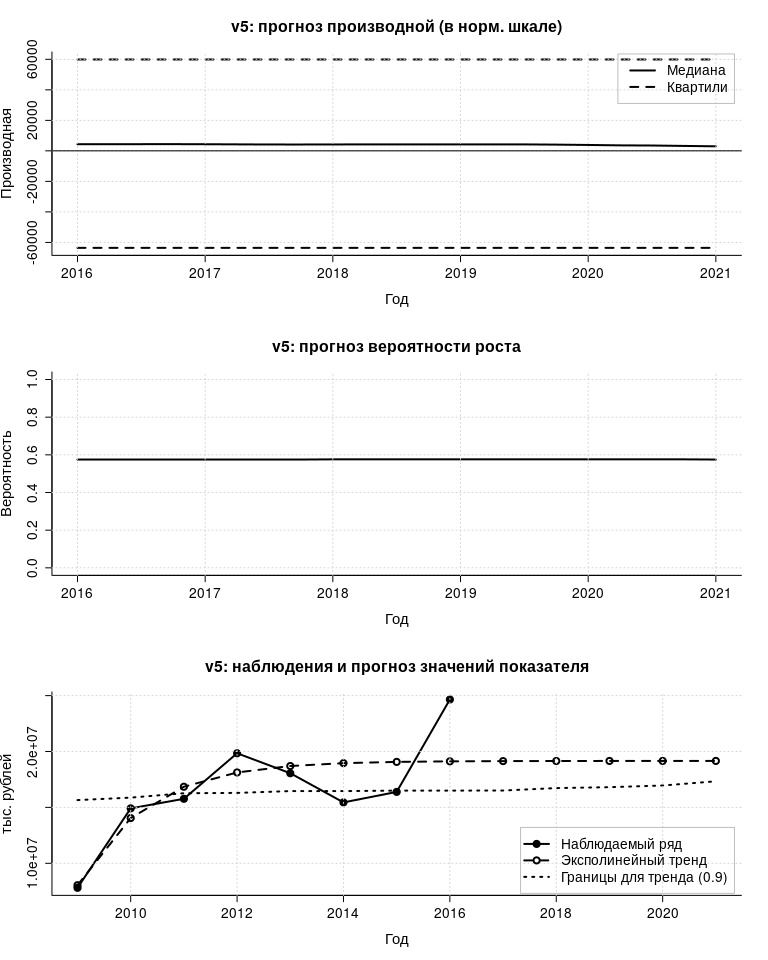 v5: прогноз производной (в норм. шкале)
Производная
60000
20000
-20000
-60000
Медиана
Квартили
2016 2017 2018 2019 2020 2021
Год
v5: прогноз вероятности роста
Вероятность
1.0
0.8
0.6
0.4
0.2
0.0
2016 2017 2018 2019 2020 2021
Год
v5: наблюдения и прогноз значений показателя
тыс. рублей
2.0e+07
1.0e+07
Наблюдаемый ряд
Эксполинейный тренд
Границы для тренда (0.9)
2010 2012 2014 2016 2018 2020
Год